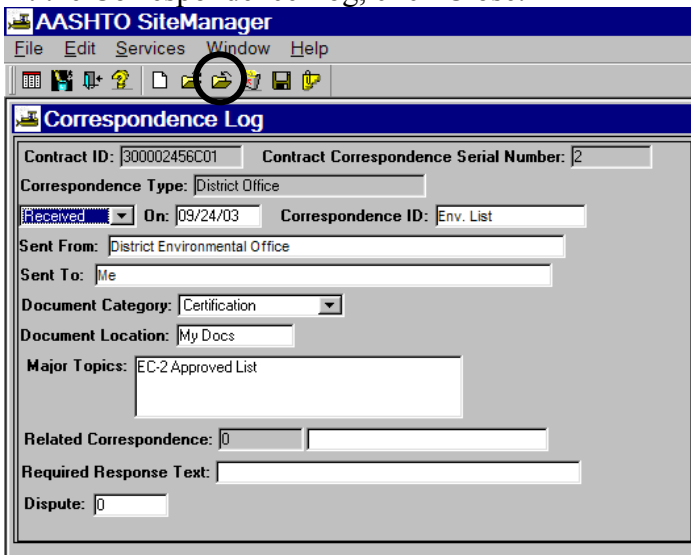 AASHTO SiteManager
File Edit Services Window Help
Correspondence Log
Contract ID: 300002456C01 Contract Correspondence Serial Number: 2
Correspondence Type: District Office
Received On: 09/24/03 Correspondence ID: Env. List
Sent From: District Environmental Office
Sent To: Me
Document Category: Certification
Document Location: My Docs
Major Topics: EC-2 Approved List
Related Correspondence: 0
Required Response Text:
Dispute: 0